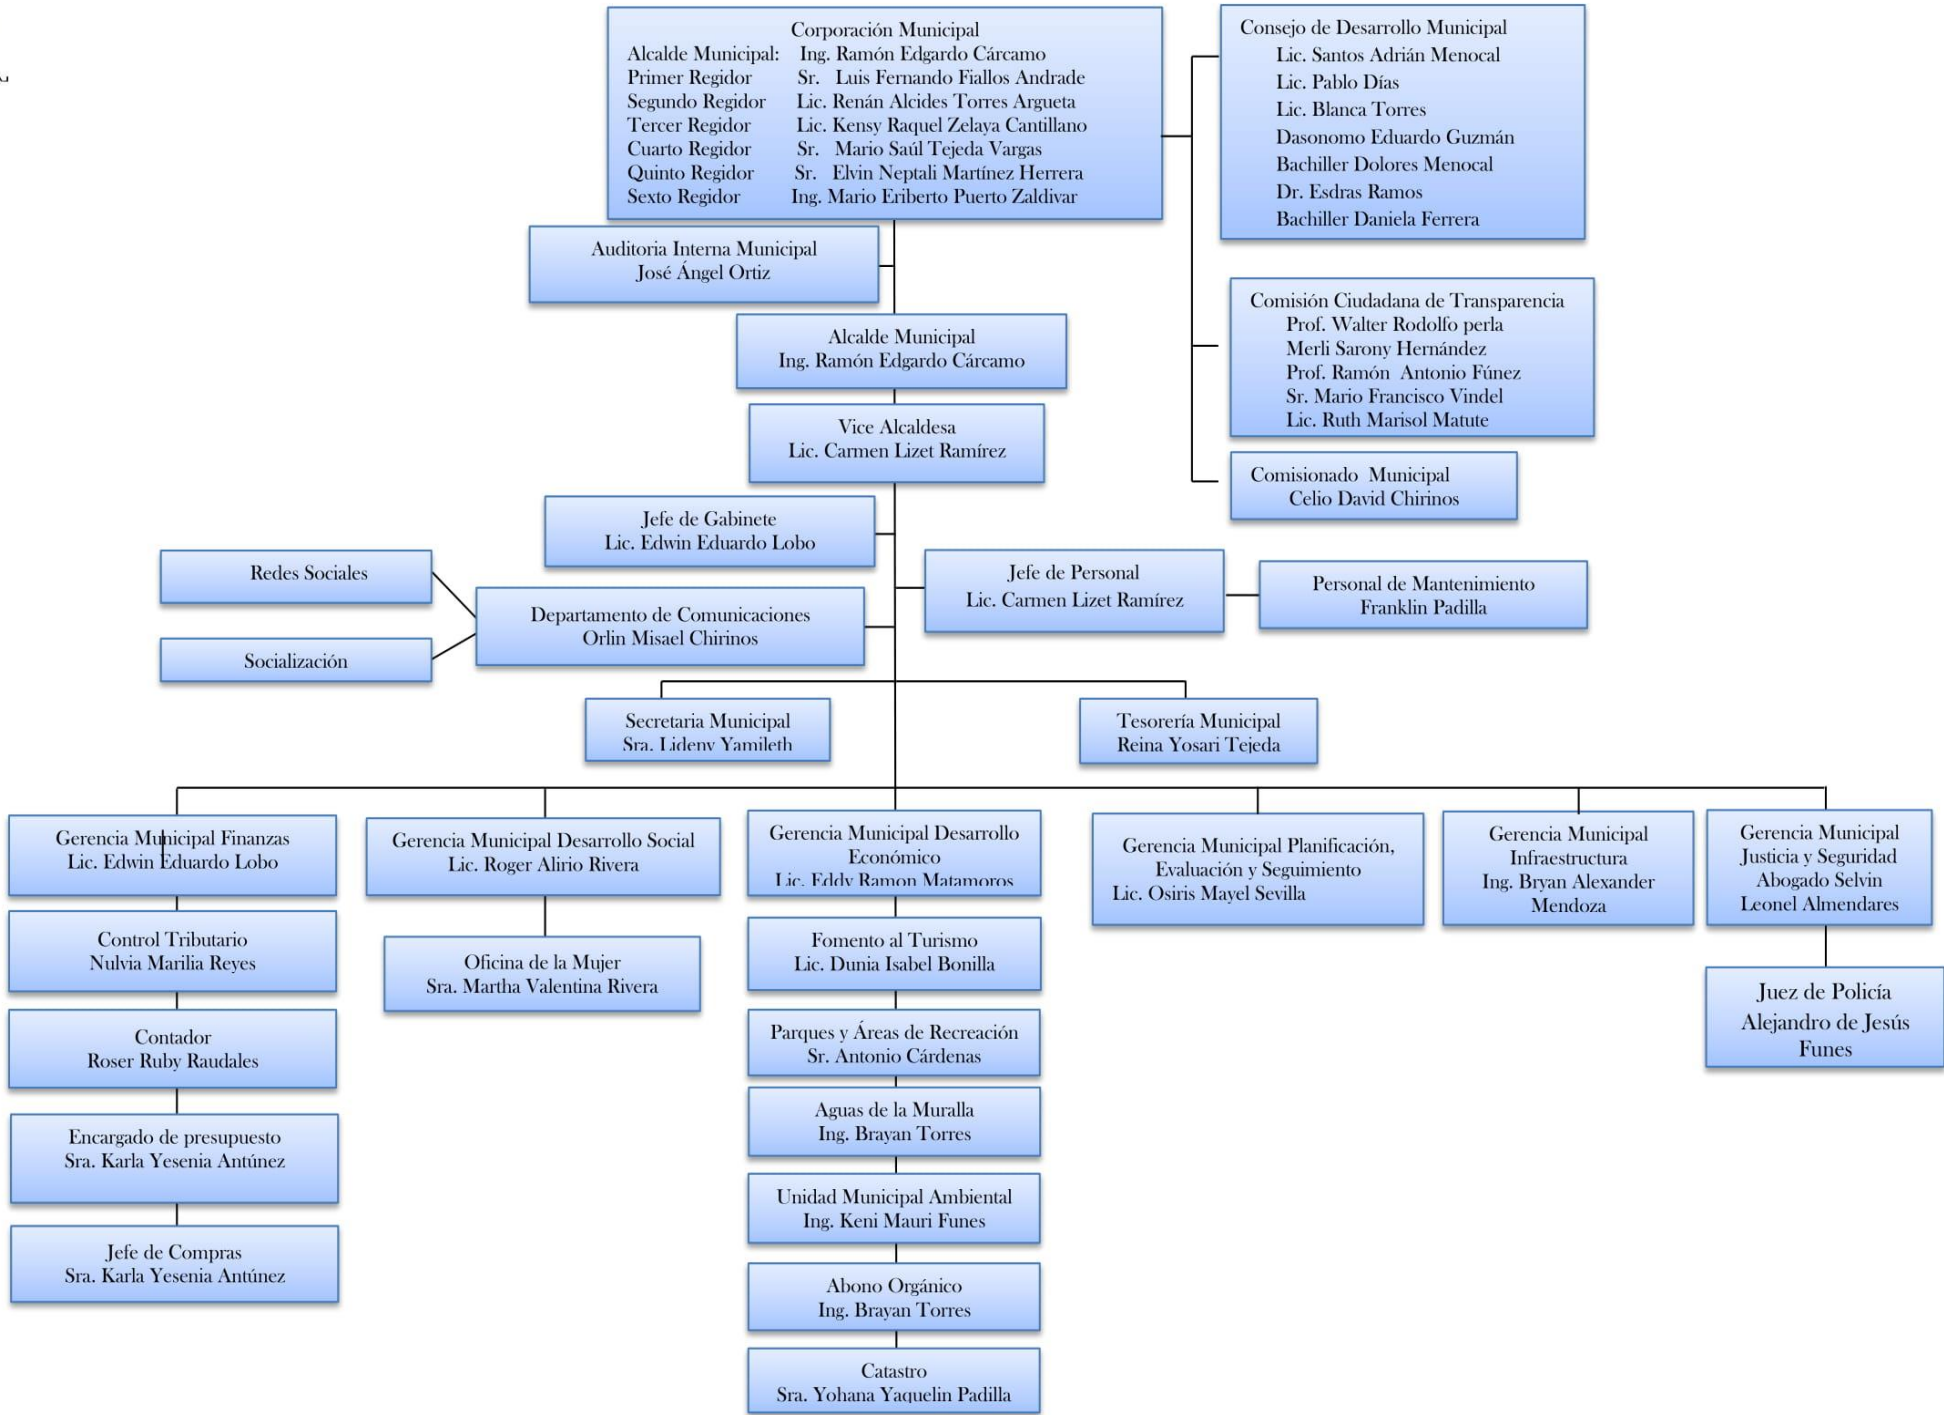 Corporación Municipal
Alcalde Municipal: Ing. Ramón Edgardo Cárcamo
Primer Regidor Sr. Luis Fernando Fiallos Andrade
Segundo Regidor Lic. Renán Alcides Torres Argueta
Tercer Regidor Lic. Kensy Raquel Zelaya Cantillano
Cuarto Regidor Sr. Mario Saúl Tejeda Vargas
Quinto Regidor Sr. Elvin Neptali Martínez Herrera
Sexto Regidor Ing. Mario Eriberto Puerto Zaldivar
Consejo de Desarrollo Municipal
Lic. Santos Adrián Menocal
Lic. Pablo Días
Lic. Blanca Torres
Dasonomo Eduardo Guzmán
Bachiller Dolores Menocal
Dr. Esdras Ramos
Bachiller Daniela Ferrera
Auditoria Interna Municipal
José Ángel Ortiz
Comisión Ciudadana de Transparencia
Prof. Walter Rodolfo perla
Merli Sarony Hernández
Prof. Ramón Antonio Fúnez
Sr. Mario Francisco Vindel
Lic. Ruth Marisol Matute
Alcalde Municipal
Ing. Ramón Edgardo Cárcamo
Vice Alcaldesa
Lic. Carmen Lizet Ramírez
Comisionado Municipal
Celio David Chirinos
Jefe de Gabinete
Lic. Edwin Eduardo Lobo
Redes Sociales
Jefe de Personal
Lic. Carmen Lizet Ramírez
Personal de Mantenimiento
Franklin Padilla
Departamento de Comunicaciones
Orlin Misael Chirinos
Socialización
Secretaria Municipal
Sra. Lideny Yamileth
Tesorería Municipal
Reina Yosari Tejeda
Gerencia Municipal Finanzas
Lic. Edwin Eduardo Lobo
Gerencia Municipal Desarrollo Social
Lic. Roger Alirio Rivera
Gerencia Municipal Desarrollo
Económico
Lic. Eddy Ramon Matamoros
Gerencia Municipal Planificación,
Evaluación y Seguimiento
Lic. Osiris Mayel Sevilla
Gerencia Municipal
Infraestructura
Ing. Bryan Alexander
Mendoza
Gerencia Municipal
Justicia y Seguridad
Abogado Selvin
Leonel Almendares
Control Tributario
Nulvia Marilia Reyes
Oficina de la Mujer
Sra. Martha Valentina Rivera
Fomento al Turismo
Lic. Dunia Isabel Bonilla
Juez de Policía
Alejandro de Jesús
Funes
Contador
Roser Ruby Raudales
Parques y Áreas de Recreación
Sr. Antonio Cárdenas
Encargado de presupuesto
Sra. Karla Yesenia Antúnez
Aguas de la Muralla
Ing. Brayan Torres
Unidad Municipal Ambiental
Ing. Keni Mauri Funes
Jefe de Compras
Sra. Karla Yesenia Antúnez
Abono Orgánico
Ing. Brayan Torres
Catastro
Sra. Yohana Yaquelin Padilla